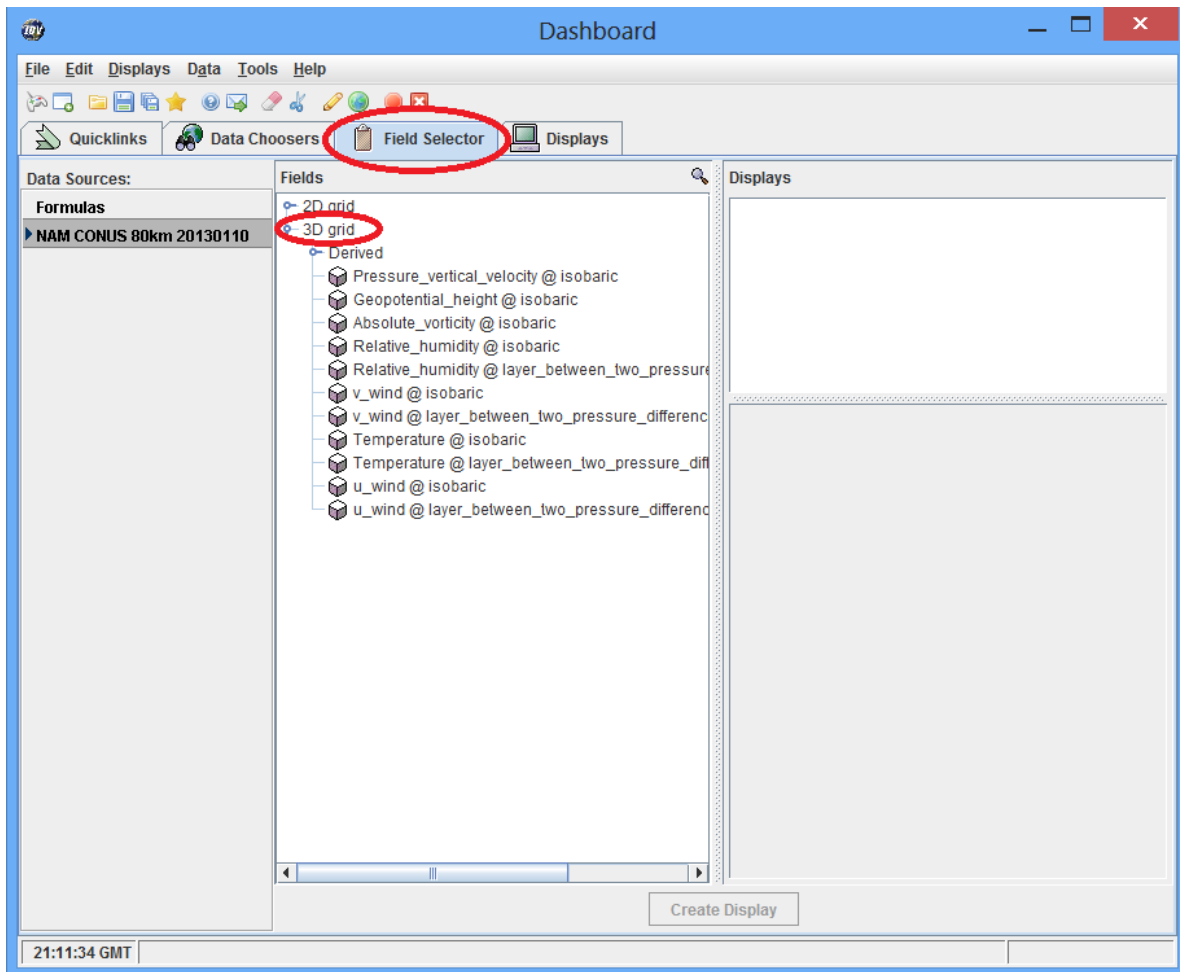 IDV
Dashboard
File Edit Displays Data Tools Help
Quicklinks Data Choosers Field Selector Displays
Data Sources:
Formulas
NAM CONUS 80km 20130110
Fields
2D grid
3D grid
Derived
Pressure_vertical_velocity @ isobaric
Geopotential_height @ isobaric
Absolute_vorticity @ isobaric
Relative_humidity @ isobaric
Relative_humidity @ layer_between_two_pressure
v_wind @ isobaric
v_wind @ layer_between_two_pressure_differenc
Temperature @ isobaric
Temperature @ layer_between_two_pressure_diff
u_wind @ isobaric
u_wind @ layer_between_two_pressure_differenc
Displays
Create Display
21:11:34 GMT